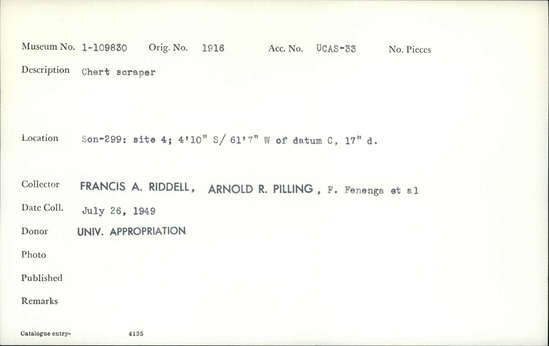 Museum No. 1-109830 Orig. No. 1916 Acc. No. UCAS-33 No. Pieces
Description Chert scraper
Location Son-299: site 4; 4'10" S/ 61'7" W of datum C, 17" d.
Collector FRANCIS A. RIDDELL, ARNOLD R. PILLING, F. Fenenga et al
Date Coll. July 26, 1949
Donor UNIV. APPROPRIATION
Photo
Published
Remarks
Catalogue entry- 4135